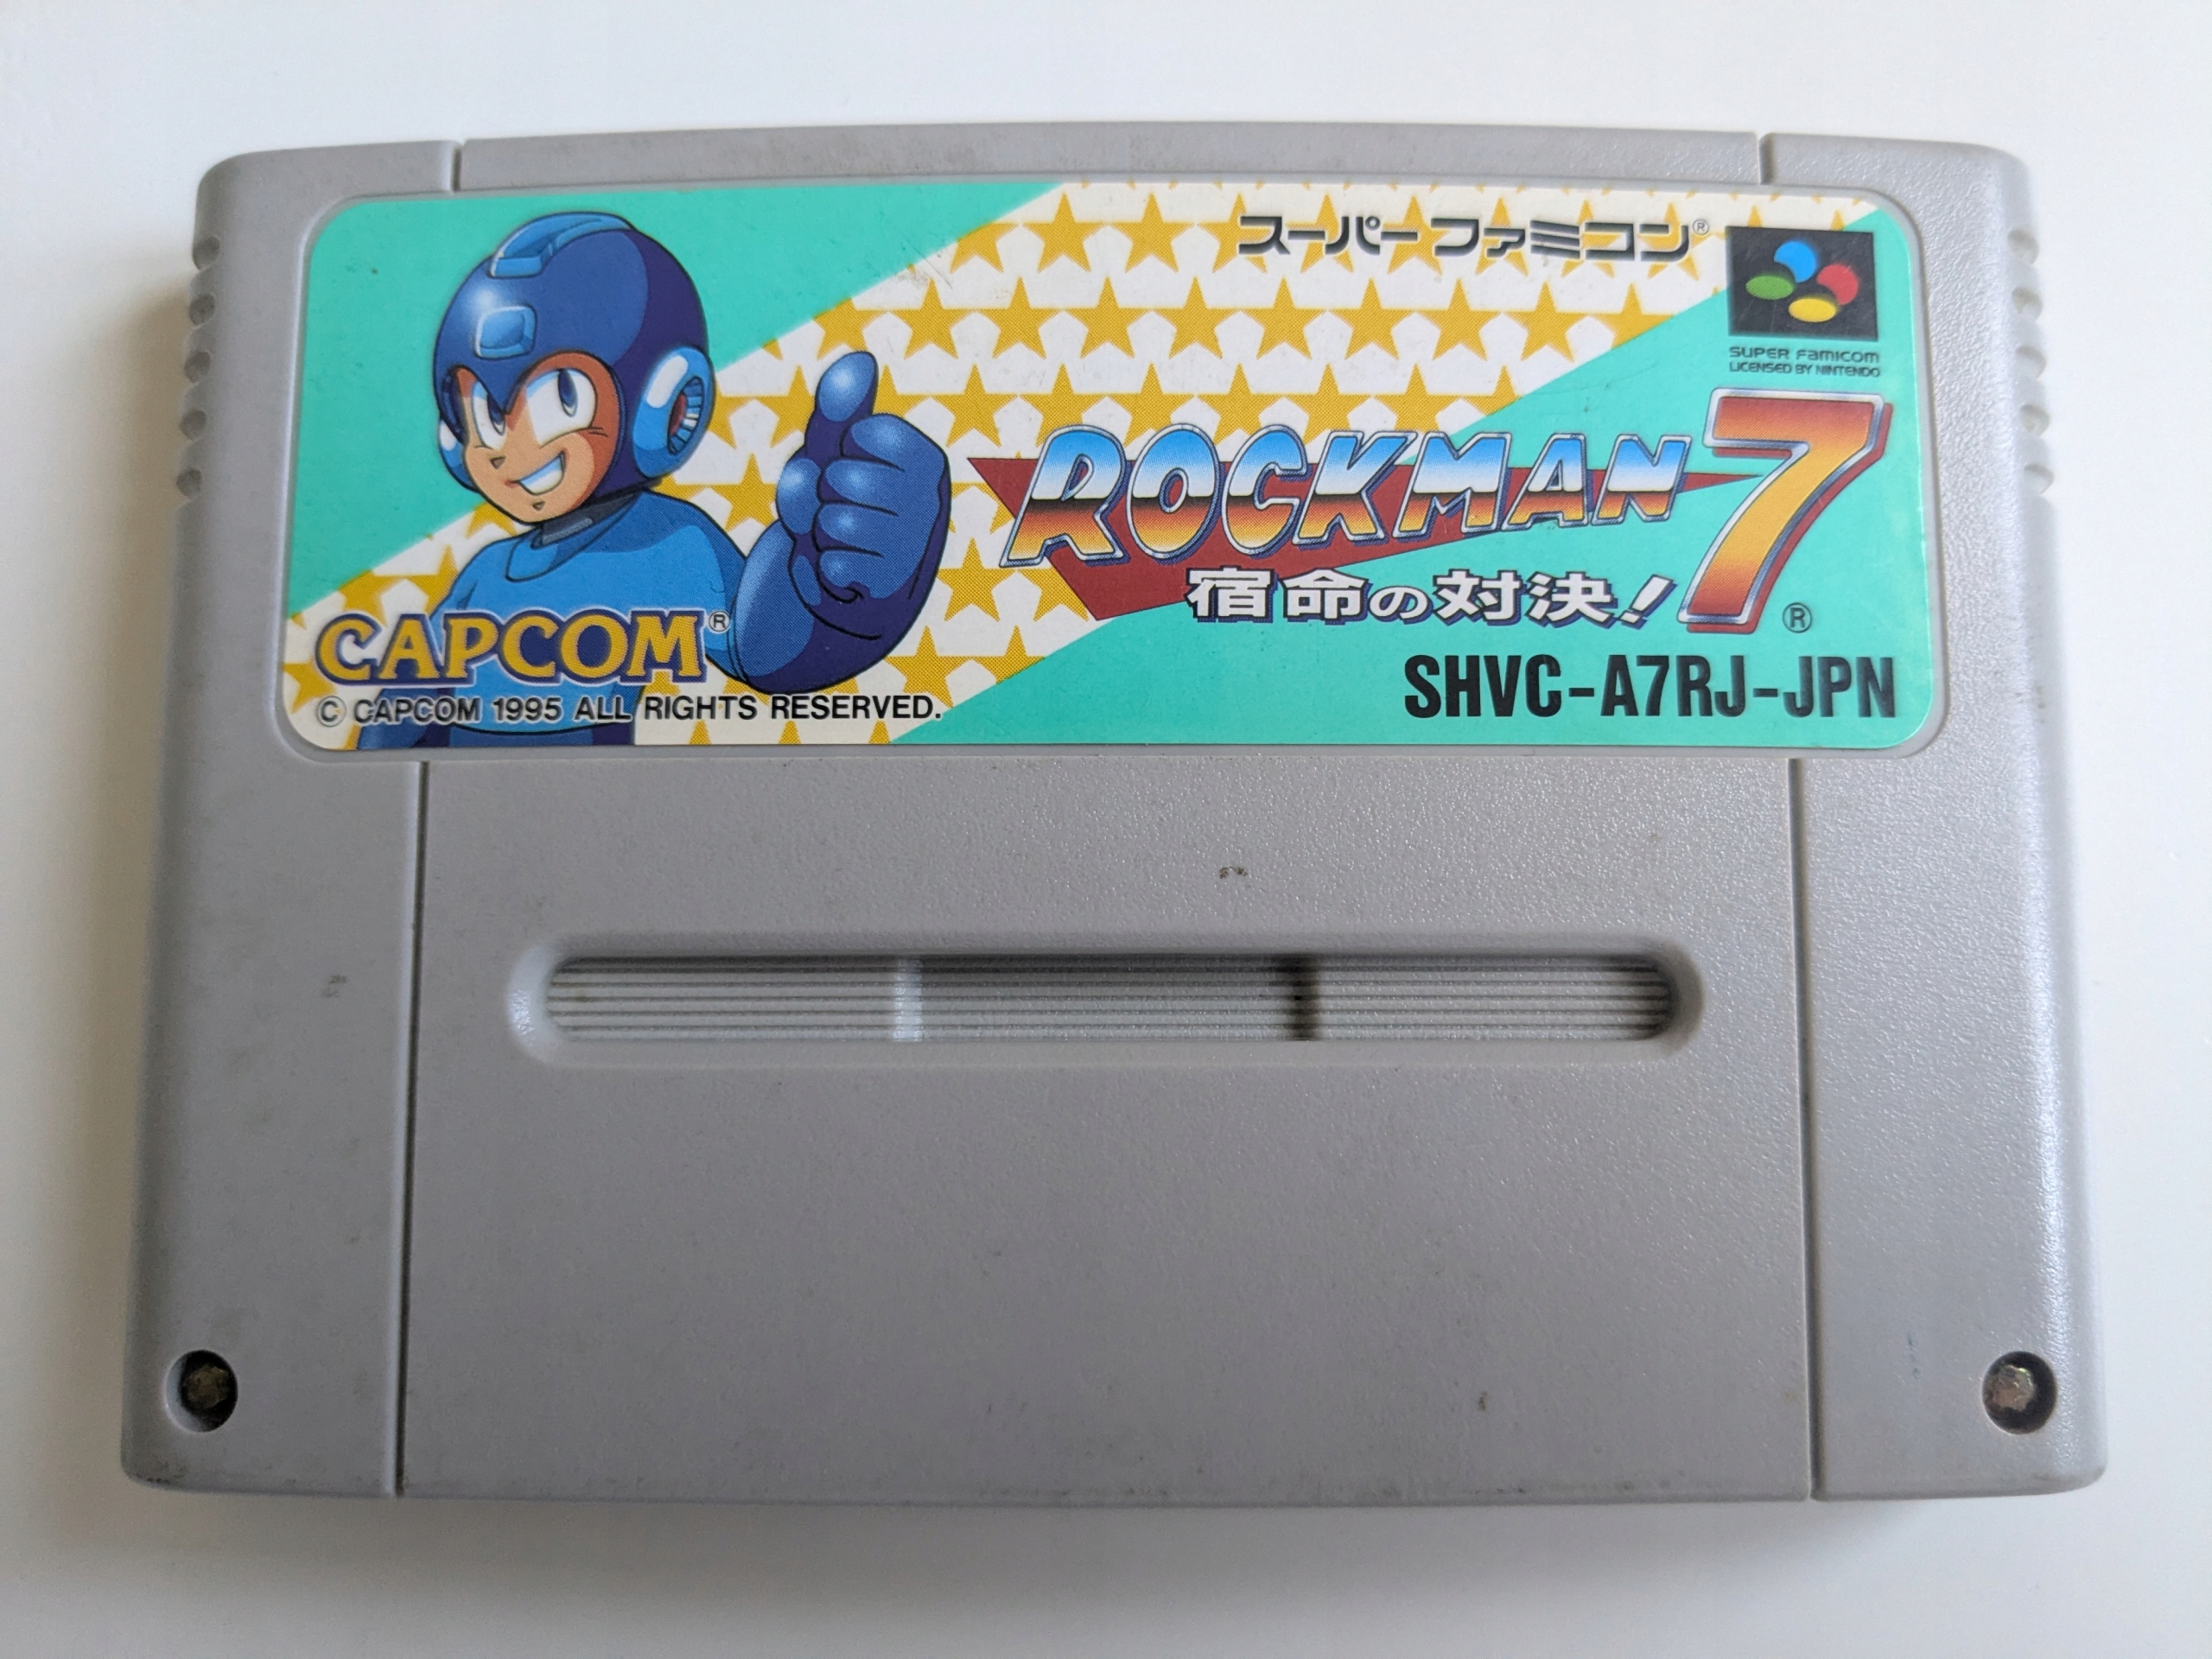 スーパーファミコン®
SUPER FAMICOM
LICENSED BY NINTENDO
ROCKMAN 7
宿命の対決! ®
CAPCOM®
© CAPCOM 1995 ALL RIGHTS RESERVED.
SHVC-A7RJ-JPN